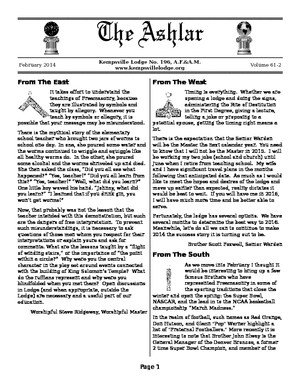 The Ashlar
February 2014
Kempsville Lodge No. 196, A.F.&A.M.
www.kempsvillelodge.org
Volume 61-2
From The East
It takes effort to understand the
teachings of Freemasonry, because
they are illustrated by symbols and
taught by allegory. Whenever you
teach by symbols or allegory, it is
possible that your message may be misunderstood.
There is the mythical story of the elementary
school teacher who brought two jars of worms to
school one day. In one, she poured some water and
the worms continued to wriggle and squiggle like
all healthy worms do. In the other, she poured
some alcohol and the worms shriveled up and died.
She then asked the class, "Did you all see what
happened?" "Yes, teacher!" "Did you all learn from
this?" "Yes, teacher!" "Well, what did you learn?"
One little boy waved his hand. "Johnny, what did
you learn?" "I learned that if you drink gin, you
won't get worms!"
Now, that probably was not the lesson that the
teacher intended with this demonstration, but such
are the dangers of free interpretation. To prevent
such misunderstandings, it is necessary to ask
questions of those men whom you respect for their
interpretations or explain yours and ask for
comments. What are the lessons taught by a "flight
of winding stairs," or the importance of "the point
within a circle?" Why were you the central
character in the play set around events connected
with the building of King Solomon's Temple? What
do the ruffians represent and why were you
blindfolded when you met them? Open discussions
in Lodge (and when appropriate, outside the
Lodge) are necessary and a useful part of our
education.
Worshipful Steve Ridgeway, Worshipful Master
From The West
Timing is everything. Whether we are
opening a lodge and doing the signs,
administering the Rite of Destitution
in the First Degree, giving a lecture,
telling a joke or proposing to a
potential spouse, getting the timing right means a
lot.
There is the expectation that the Senior Warden
will be the Master the next calendar year. You need
to know that I will not be the Master in 2015. I will
be working my two jobs (school and church) until
June when I retire from teaching school. My wife
and I have significant travel plans in the months
following that anticipated date. As much as I would
like to meet the hopes and desires of the lodge and
move up earlier than expected, reality dictates it
would be best to wait. If you will have me in 2016,
I will have much more time and be better able to
serve.
Fortunately, the lodge has several options. We have
several months to determine the best way to 2016.
Meanwhile, let's do all we can to continue to make
2014 the success story it is turning out to be.
Brother Scott Farwell, Senior Warden
From The South
As we move into February I thought it
would be interesting to bring up a few
famous Brothers who have
represented Freemasonry in some of
the sporting traditions that close the
winter and open the spring: the Super Bowl,
NASCAR, and the lead in to the NCAA basketball
championship "March Madness."
In the realm of football, such names as Red Grange,
Don Hutson, and Glenn "Pop" Warner highlight a
list of "Fraternal Footballers." More recently it is
interesting to note that Brother John Elway is the
General Manager of the Denver Broncos, a former
2 time Super Bowl Champion, and member of the
Page 1